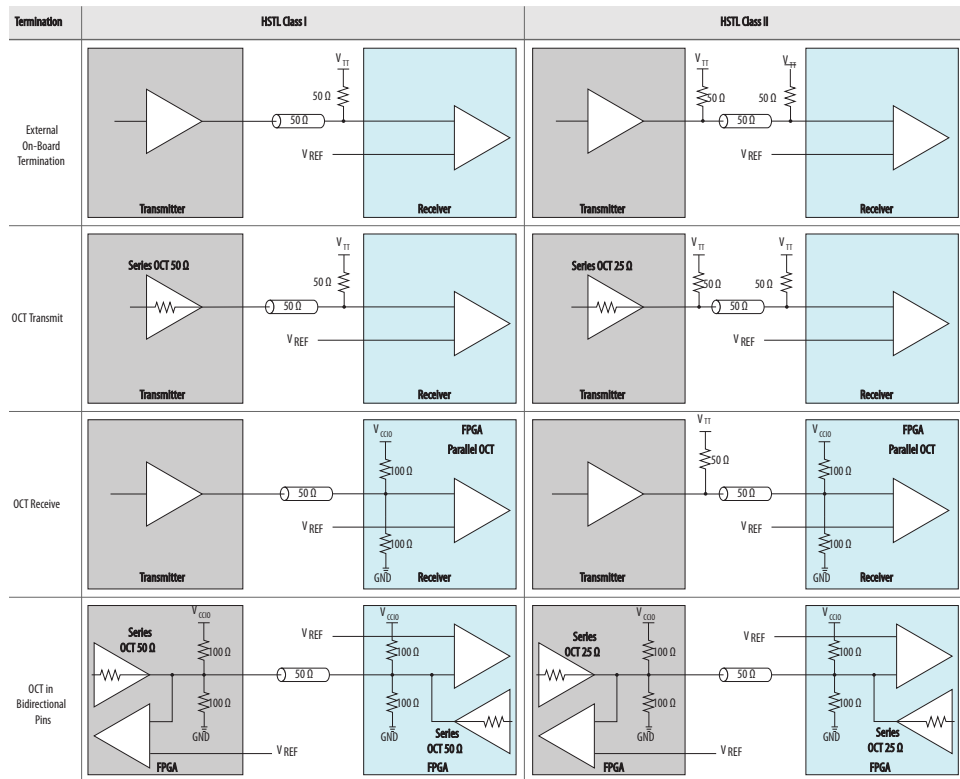 Termination
HSTL Class I
HSTL Class II
External
On-Board
Termination
V TT
50 Ω
50 Ω
V REF
Transmitter
Receiver
V TT
V TT
50 Ω
50 Ω
50 Ω
V REF
Transmitter
Receiver
OCT Transmit
Series OCT 50 Ω
V TT
50 Ω
50 Ω
V REF
Transmitter
Receiver
Series OCT 25 Ω
V TT
V TT
50 Ω
50 Ω
50 Ω
V REF
Transmitter
Receiver
OCT Receive
V CCIO
FPGA
Parallel OCT
100 Ω
50 Ω
V REF
100 Ω
GND
Transmitter
Receiver
V TT
50 Ω
V CCIO
FPGA
Parallel OCT
100 Ω
50 Ω
V REF
100 Ω
GND
Transmitter
Receiver
OCT in
Bidirectional
Pins
Series
OCT 50 Ω
V CCIO
100 Ω
100 Ω
GND
50 Ω
V REF
V CCIO
100 Ω
100 Ω
GND
Series
OCT 50 Ω
V REF
FPGA
FPGA
Series
OCT 25 Ω
V CCIO
100 Ω
100 Ω
GND
50 Ω
V REF
V CCIO
100 Ω
100 Ω
GND
Series
OCT 25 Ω
V REF
FPGA
FPGA